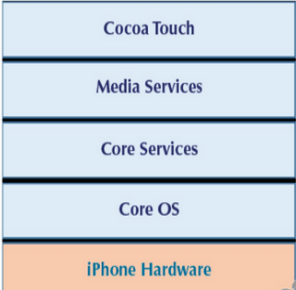 Cocoa Touch
Media Services
Core Services
Core OS
iPhone Hardware